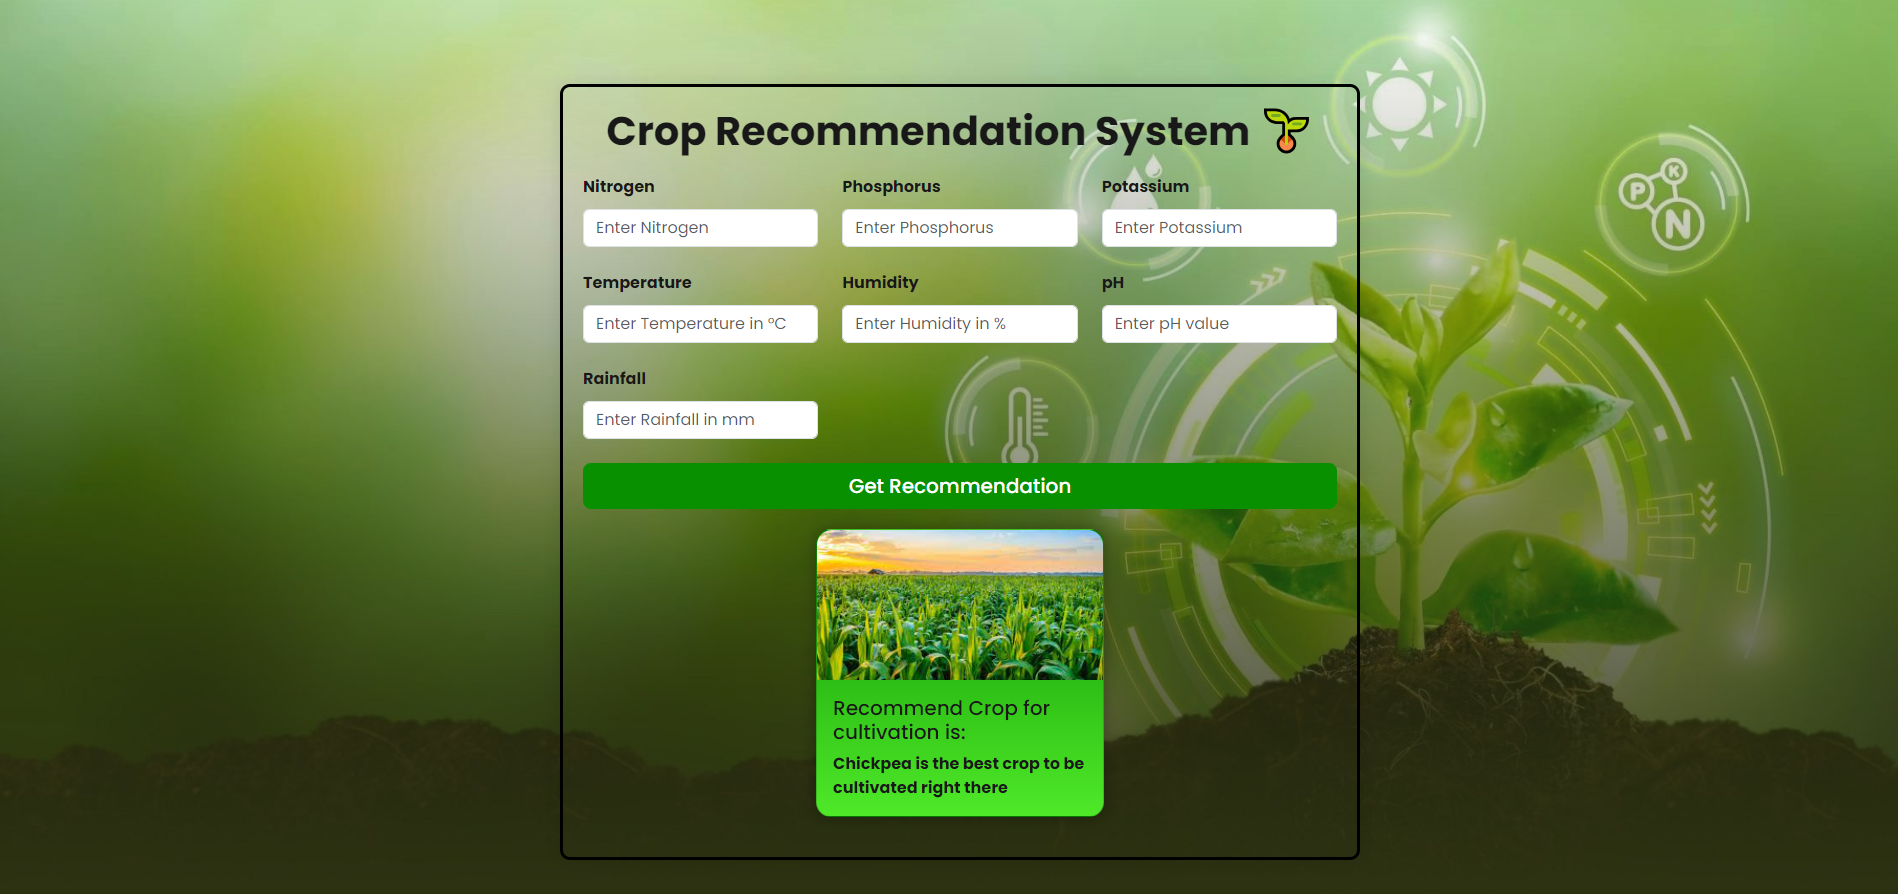 Crop Recommendation System
Nitrogen
Phosphorus
Potassium
Enter Nitrogen
Enter Phosphorus
Enter Potassium
Temperature
Humidity
pH
Enter Temperature in °C
Enter Humidity in %
Enter pH value
Rainfall
Enter Rainfall in mm
Get Recommendation
Recommend Crop for
cultivation is:
Chickpea is the best crop to be
cultivated right there
P
K
N